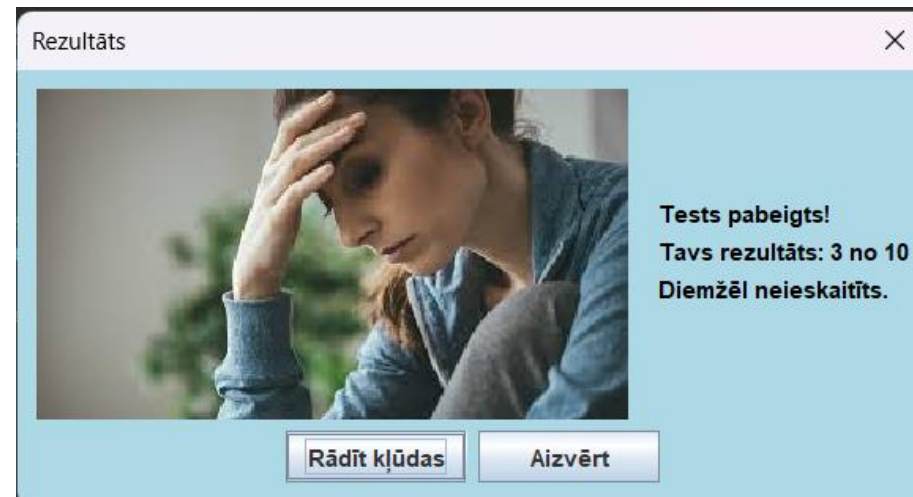 Rezultāts
Tests pabeigts!
Tavs rezultāts: 3 no 10
Diemžēl neieskaitīts.
Rādīt kļūdas
Aizvērt